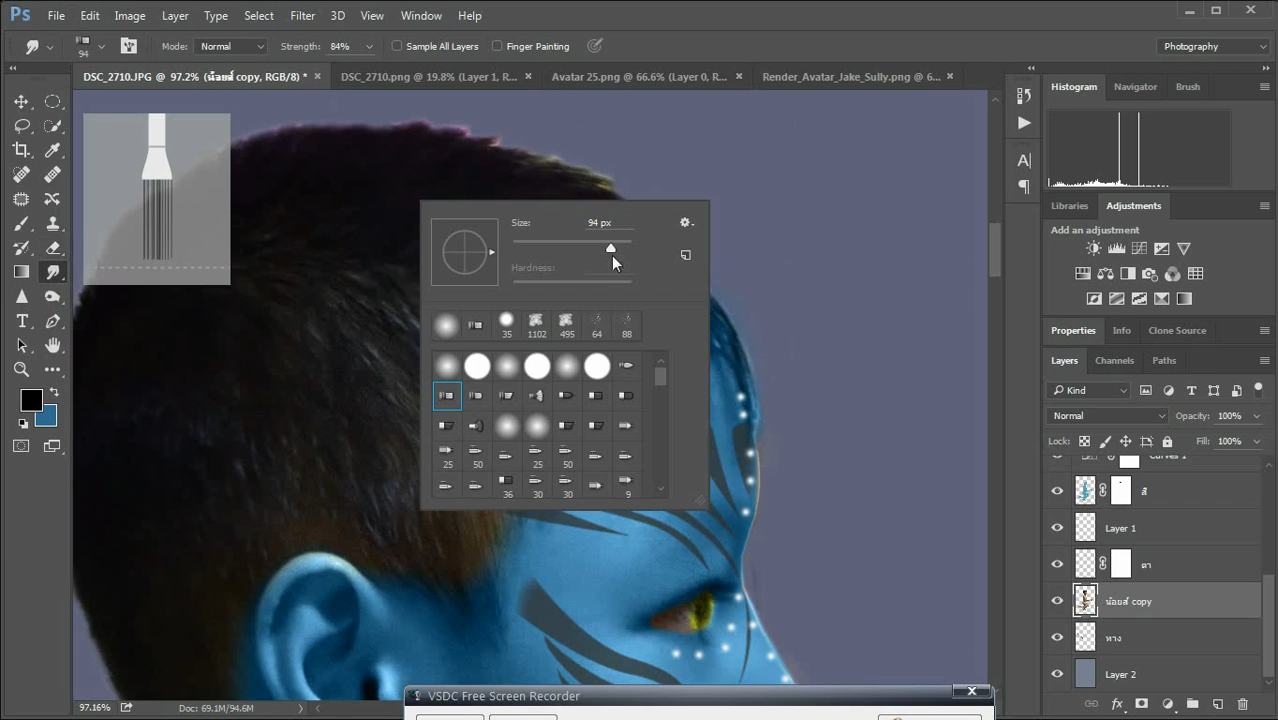 Ps File Edit Image Layer Type Select Filter 3D View Window Help
94 Mode: Normal Strength: 84% Sample All Layers Finger Painting Photography
DSC_2710.JPG @ 97.2% (น้อยส์ copy, RGB/8) * × DSC_2710.png @ 19.8% (Layer 1, R... × Avatar 25.png @ 66.6% (Layer 0, R... × Render_Avatar_Jake_Sully.png @ 6... ×
Histogram Navigator Brush
Libraries Adjustments
Add an adjustment
Size: 94 px
Hardness:
35 1102 495 64 88
25 50 25 50
36 30 30 9
Properties Info Clone Source
Layers Channels Paths
Kind
Normal Opacity: 100%
Lock: Fill: 100%
Curves 1
สี
Layer 1
ตา
น้อยส์ copy
หาง
Layer 2
VSDC Free Screen Recorder
97.16% Doc: 69.1M/94.6M